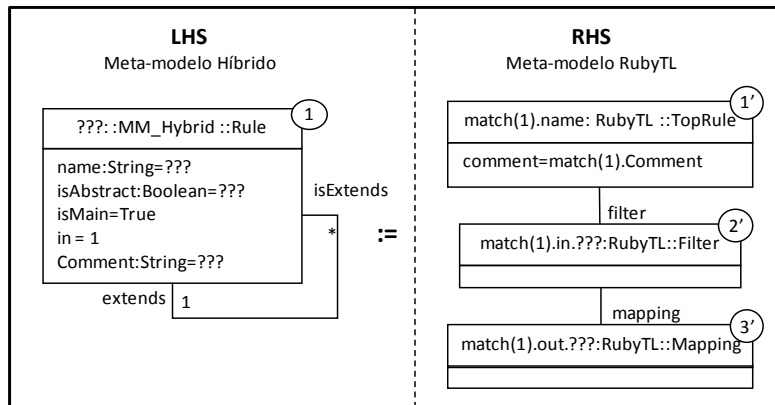 LHS
Meta-modelo Híbrido
1
???: :MM_Hybrid ::Rule
name:String=???
isAbstract:Boolean=???
isMain=True
in = 1
Comment:String=???
isExtends
*
extends
1
:=
RHS
Meta-modelo RubyTL
1’
match(1).name: RubyTL ::TopRule
comment=match(1).Comment
filter
2’
match(1).in.???:RubyTL::Filter
mapping
3’
match(1).out.???:RubyTL::Mapping